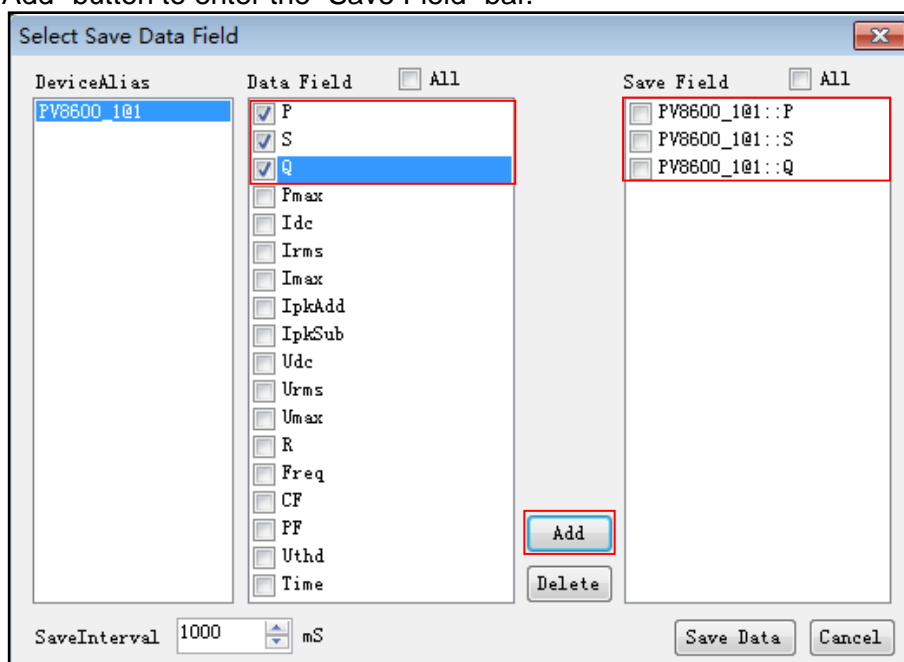 Add" button to enter the "Save Field" bar.
Select Save Data Field
DeviceAlias
PV8600_1@1
Data Field
All
P
S
Q
Pmax
Idc
Irms
Imax
IpkAdd
IpkSub
Udc
Urms
Umax
R
Freq
CF
PF
Uthd
Time
Add
Delete
Save Field
All
PV8600_1@1::P
PV8600_1@1::S
PV8600_1@1::Q
SaveInterval 1000 mS
Save Data Cancel